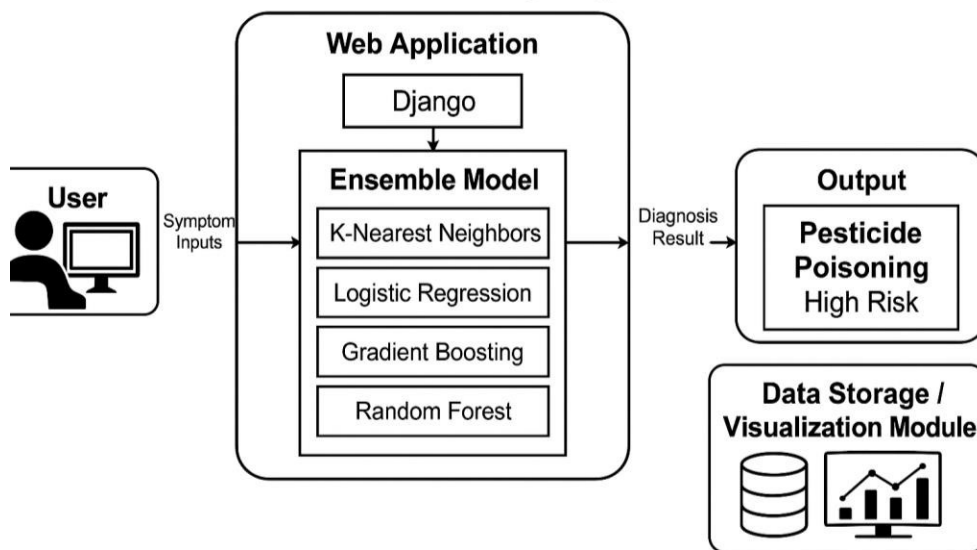 Web Application
Django
Ensemble Model
K-Nearest Neighbors
Logistic Regression
Gradient Boosting
Random Forest
User
Symptom
Inputs
Diagnosis
Result
Output
Pesticide
Poisoning
High Risk
Data Storage /
Visualization Module